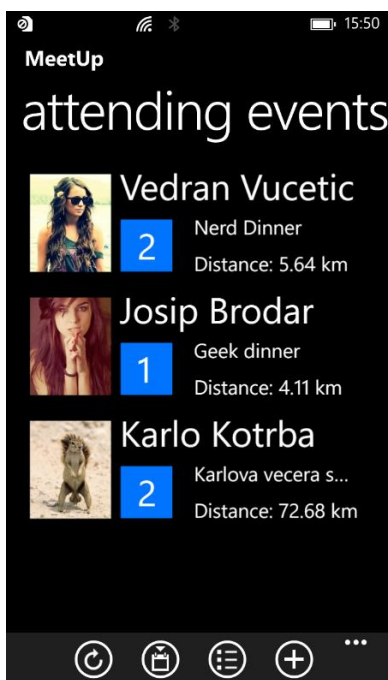 15:50
MeetUp
attending events
Vedran Vucetic
2
Nerd Dinner
Distance: 5.64 km
Josip Brodar
1
Geek dinner
Distance: 4.11 km
Karlo Kotrba
2
Karlova vecera s...
Distance: 72.68 km